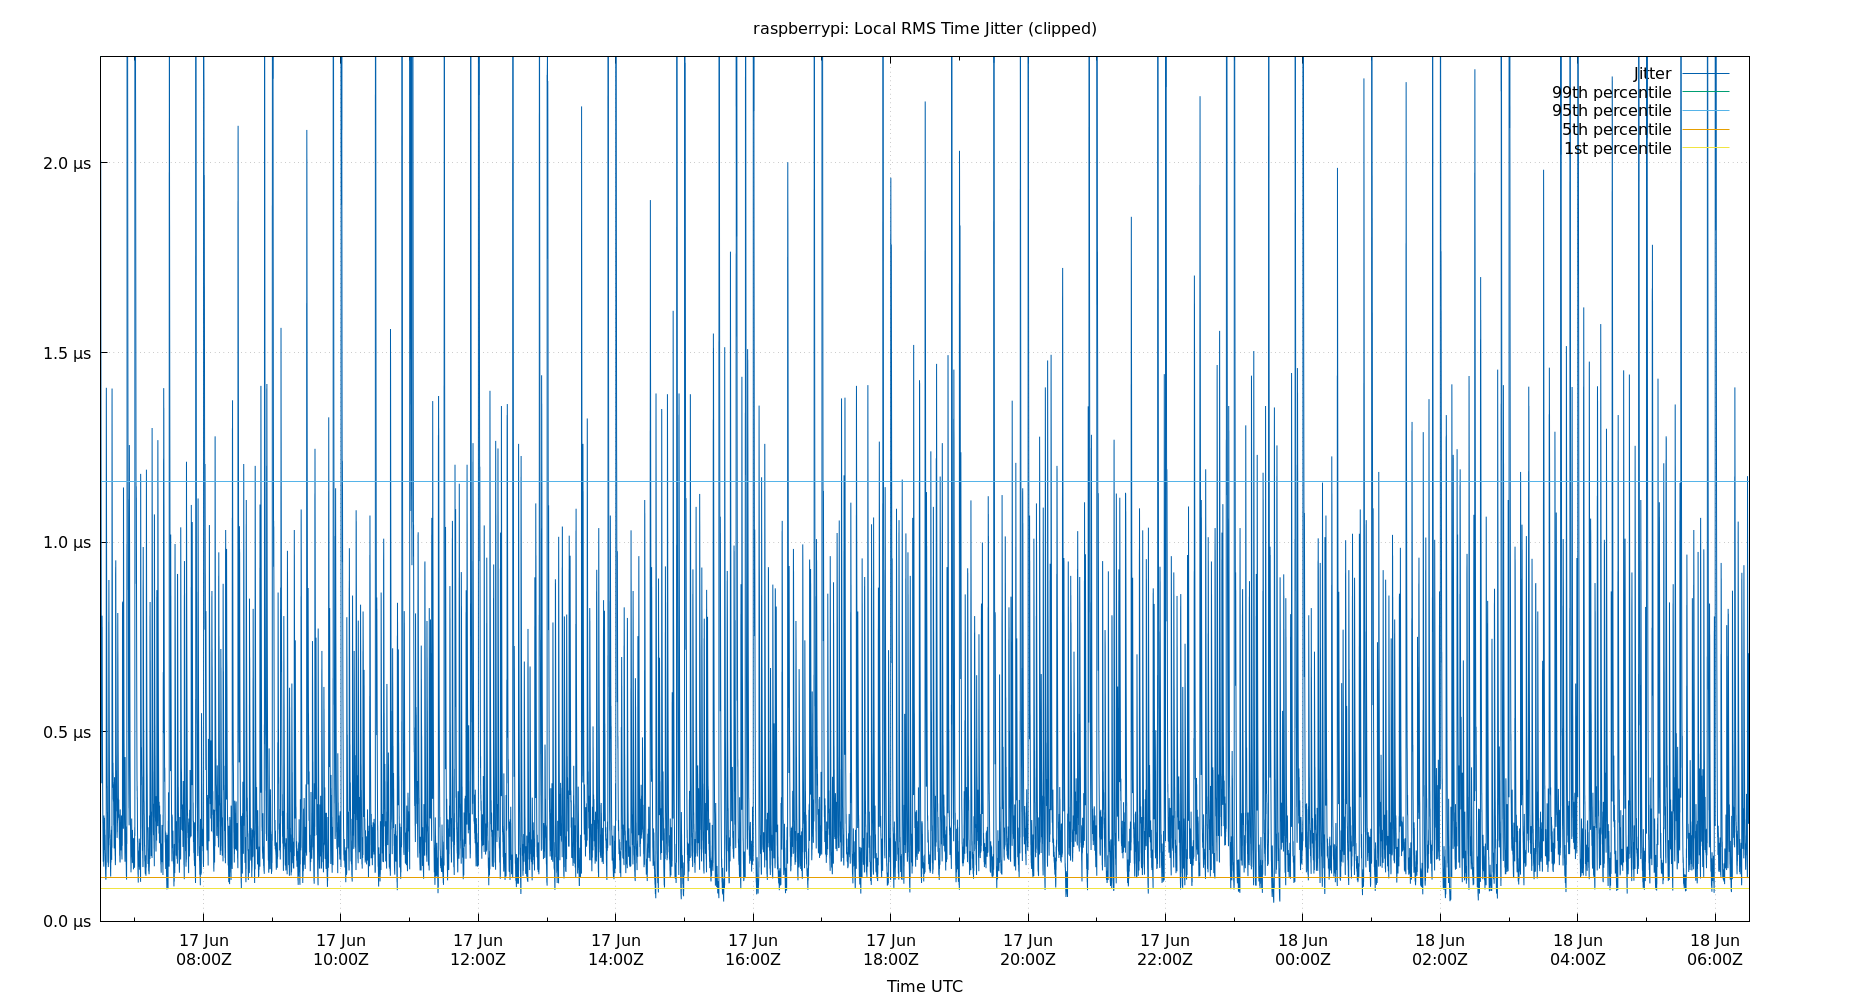 raspberrypi: Local RMS Time Jitter (clipped)
Jitter
99th percentile
95th percentile
5th percentile
1st percentile
2.0 µs
1.5 µs
1.0 µs
0.5 µs
0.0 µs
17 Jun 17 Jun 17 Jun 17 Jun 17 Jun 17 Jun 17 Jun 17 Jun 18 Jun 18 Jun 18 Jun 18 Jun
08:00Z 10:00Z 12:00Z 14:00Z 16:00Z 18:00Z 20:00Z 22:00Z 00:00Z 02:00Z 04:00Z 06:00Z
Time UTC